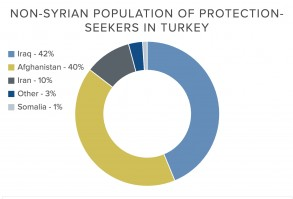 NON-SYRIAN POPULATION OF PROTECTION-
SEEKERS IN TURKEY
Iraq - 42%
Afghanistan - 40%
Iran - 10%
Other - 3%
Somalia - 1%